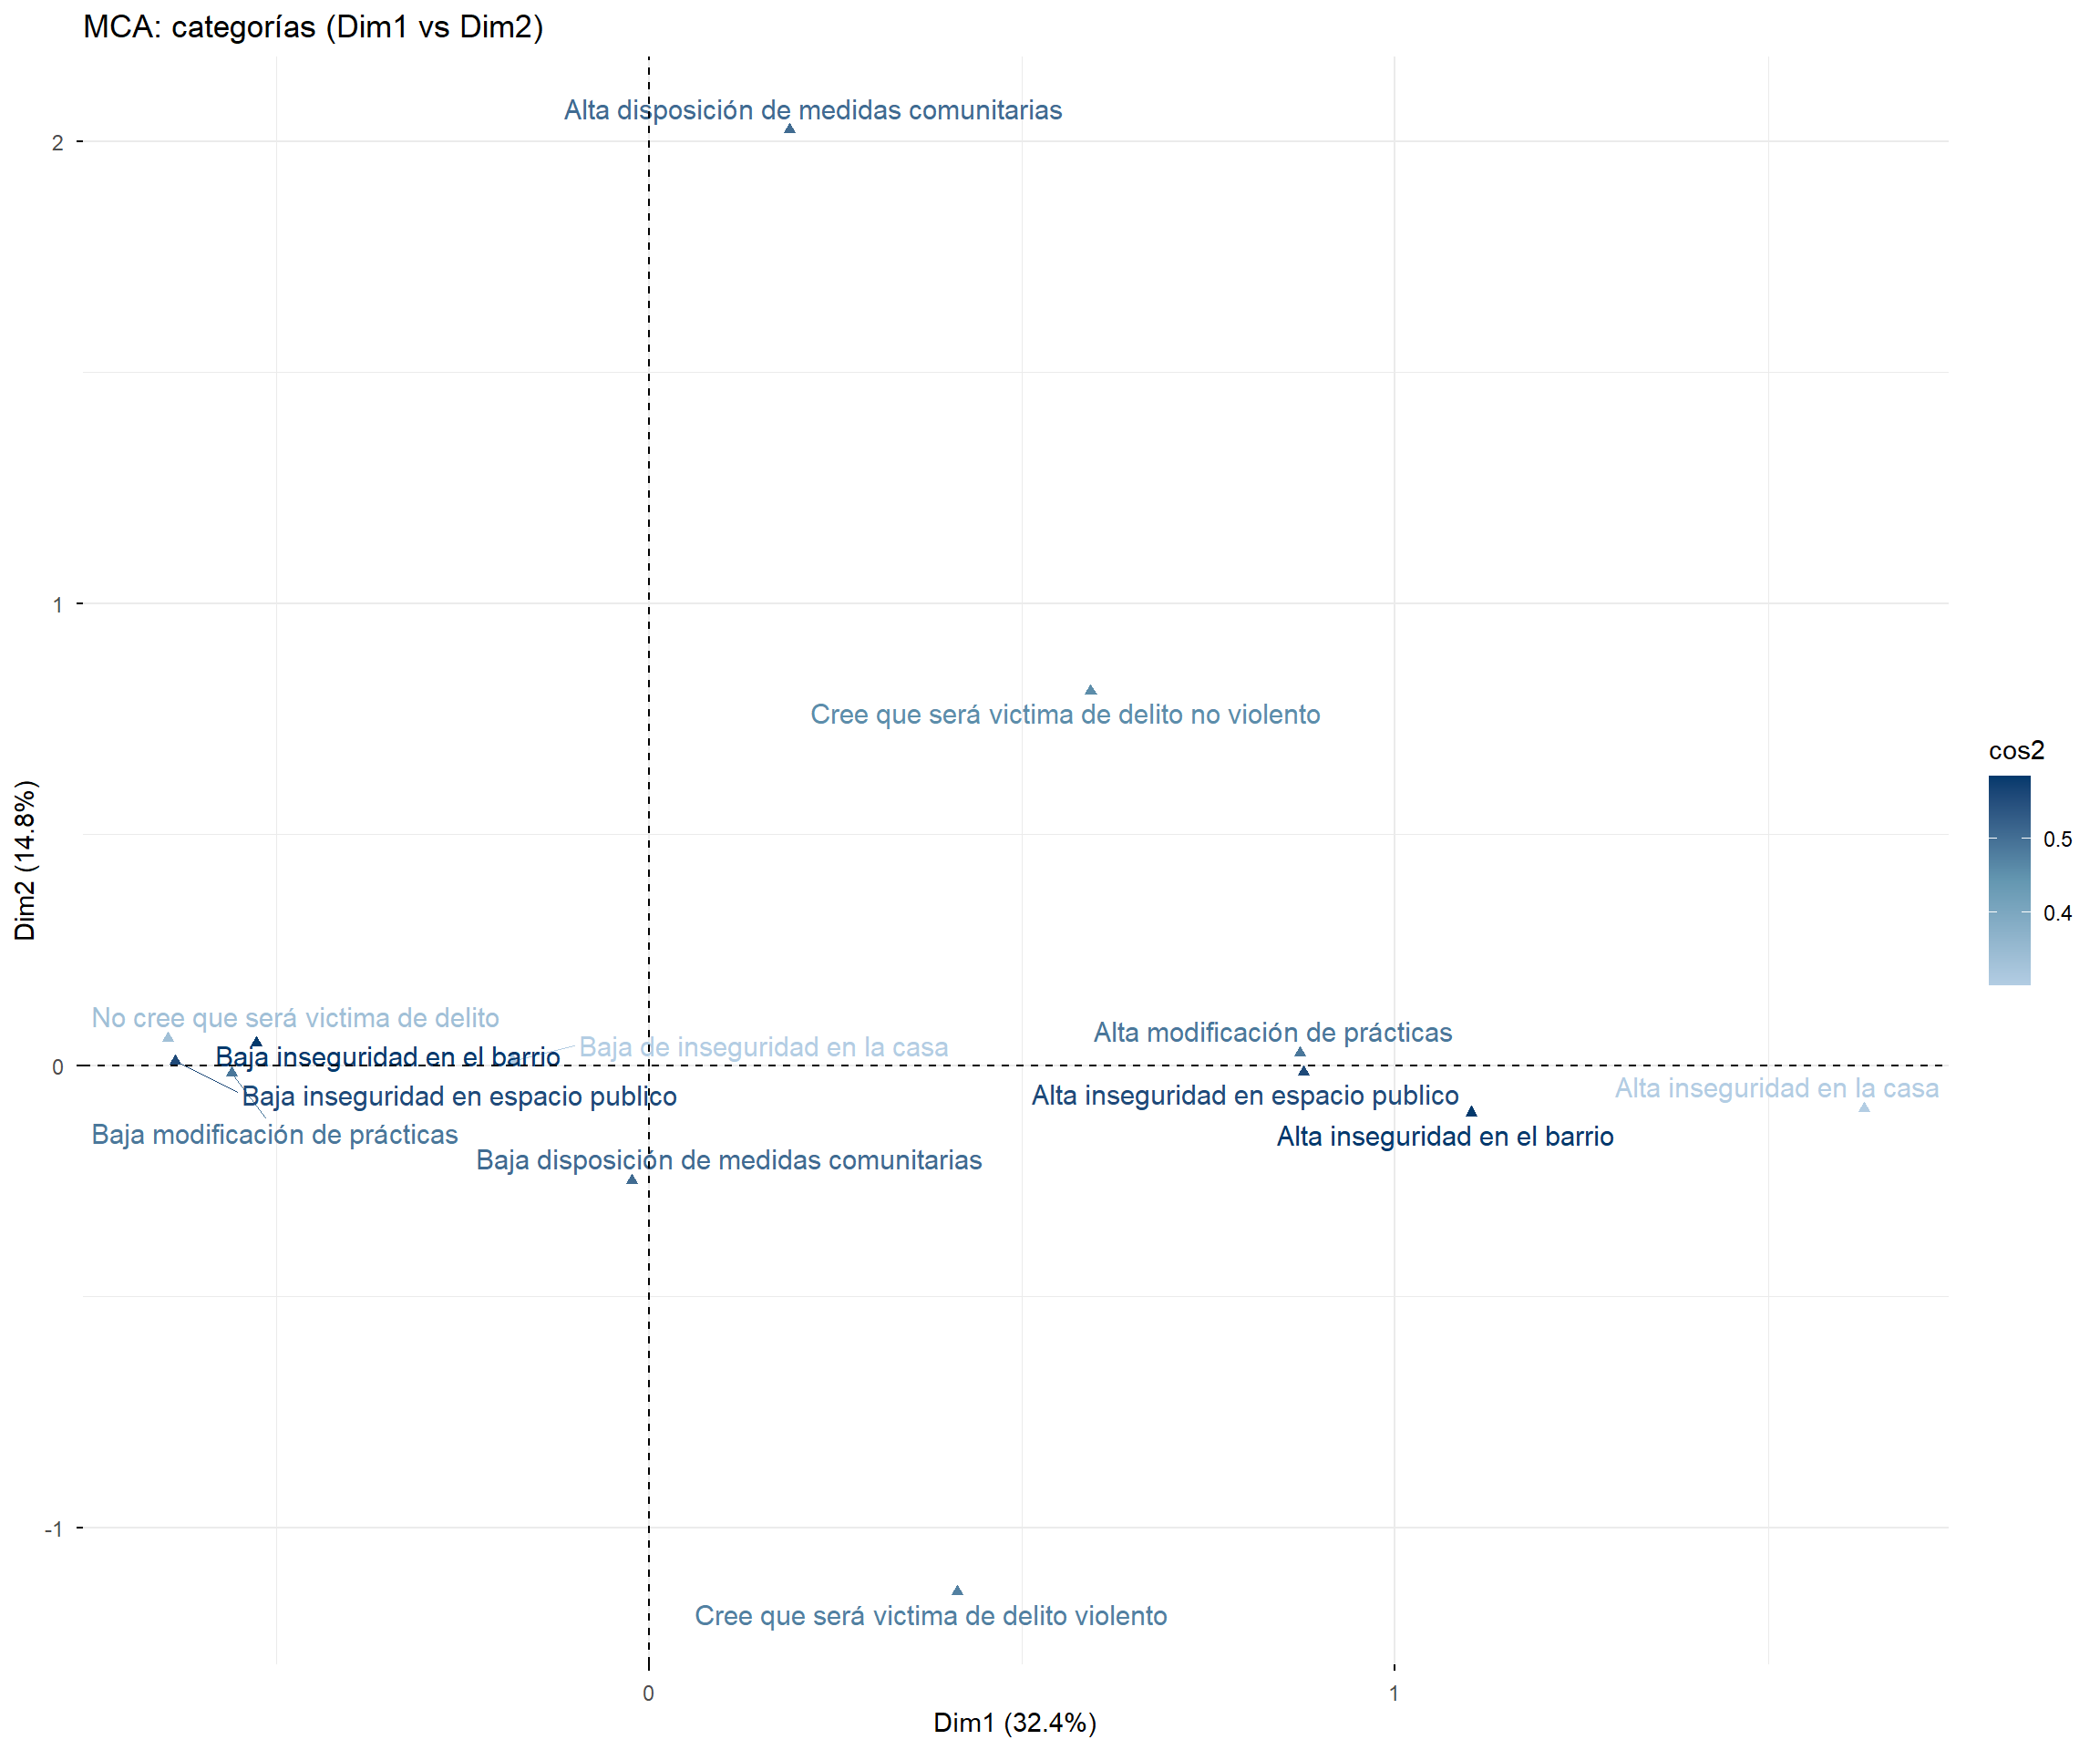 MCA: categorías (Dim1 vs Dim2)
Alta disposición de medidas comunitarias
2
1
Cree que será victima de delito no violento
cos2
0.5
0.4
Dim2 (14.8%)
No cree que será victima de delito
Alta modificación de prácticas
Baja de inseguridad en la casa
Baja inseguridad en el barrio
0
Alta inseguridad en la casa
Baja inseguridad en espacio publico
Alta inseguridad en espacio publico
Baja modificación de prácticas
Alta inseguridad en el barrio
Baja disposición de medidas comunitarias
-1
Cree que será victima de delito violento
0
1
Dim1 (32.4%)